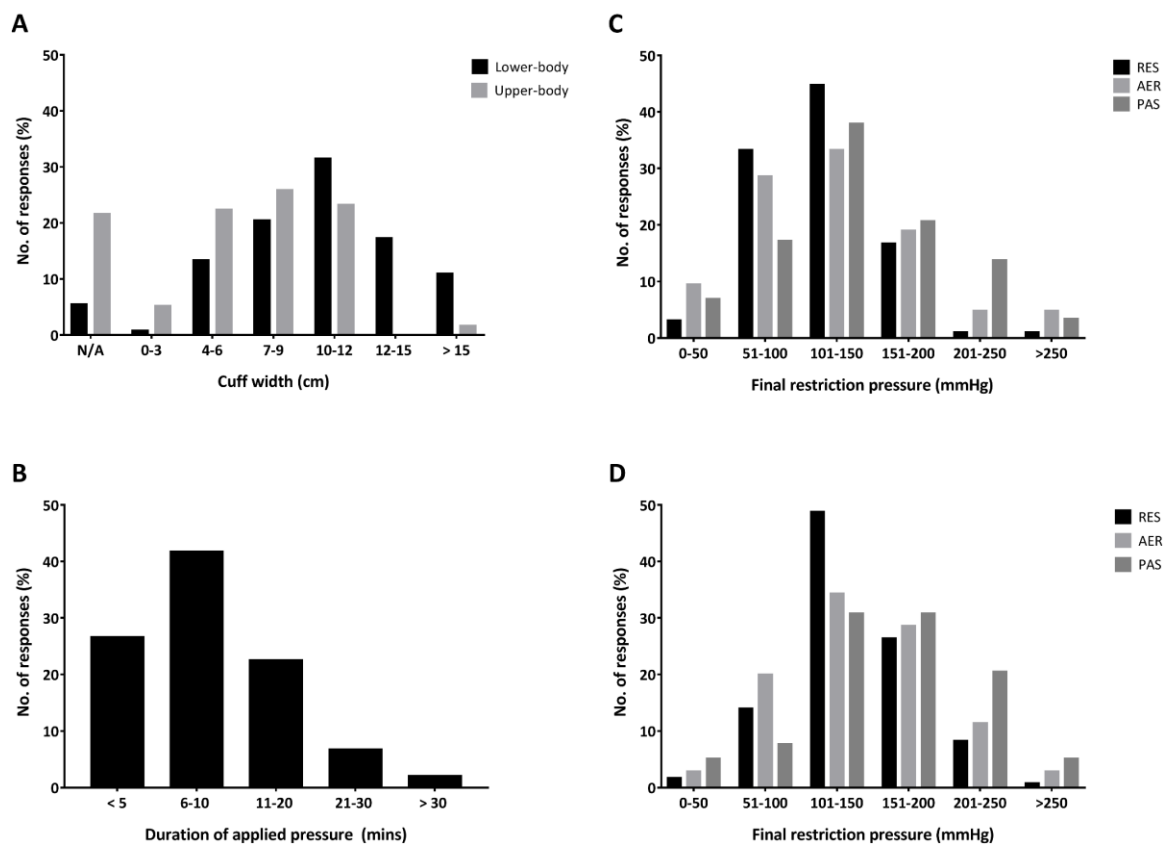 A
50
40
30
20
10
0
No. of responses (%)
Lower-body
Upper-body
N/A 0-3 4-6 7-9 10-12 12-15 > 15
Cuff width (cm)
C
50
40
30
20
10
0
No. of responses (%)
RES
AER
PAS
0-50 51-100 101-150 151-200 201-250 >250
Final restriction pressure (mmHg)
B
50
40
30
20
10
0
No. of responses (%)
< 5 6-10 11-20 21-30 > 30
Duration of applied pressure (mins)
D
50
40
30
20
10
0
No. of responses (%)
RES
AER
PAS
0-50 51-100 101-150 151-200 201-250 >250
Final restriction pressure (mmHg)